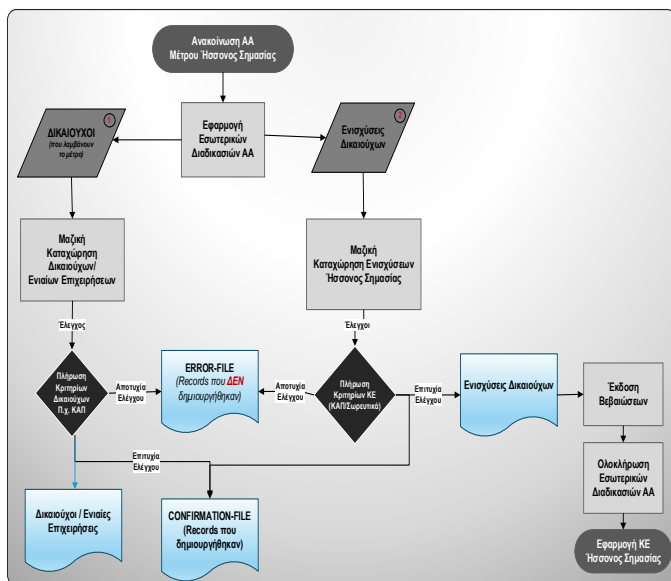 Ανακοίνωση ΑΑ
Μέτρου Ήσσονος Σημασίας
1
ΔΙΚΑΙΟΥΧΟΙ
(που λαμβάνουν
το μέτρο)
Εφαρμογή
Εσωτερικών
Διαδικασιών ΑΑ
2
Ενισχύσεις
Δικαιούχων
Μαζική
Καταχώρηση
Δικαιούχων/
Ενιαίων Επιχειρήσεων
Μαζική
Καταχώρηση Ενισχύσεων
Ήσσονος Σημασίας
Έλεγχος
Έλεγχοι
Πλήρωση
Κριτηρίων
Δικαιούχων
Π.χ. ΚΑΠ
Αποτυχία
Ελέγχου
ERROR-FILE
(Records που ΔΕΝ
δημιουργήθηκαν)
Αποτυχία
Ελέγχου
Πλήρωση
Κριτηρίων ΚΕ
(ΚΑΠ/Σωρευτικά)
Επιτυχία
Ελέγχου
Ενισχύσεις Δικαιούχων
Έκδοση
Βεβαιώσεων
Επιτυχία
Ελέγχου
Δικαιούχοι / Ενιαίες
Επιχειρήσεις
CONFIRMATION-FILE
(Records που
δημιουργήθηκαν)
Ολοκλήρωση
Εσωτερικών
Διαδικασιών ΑΑ
Εφαρμογή ΚΕ
Ήσσονος Σημασίας